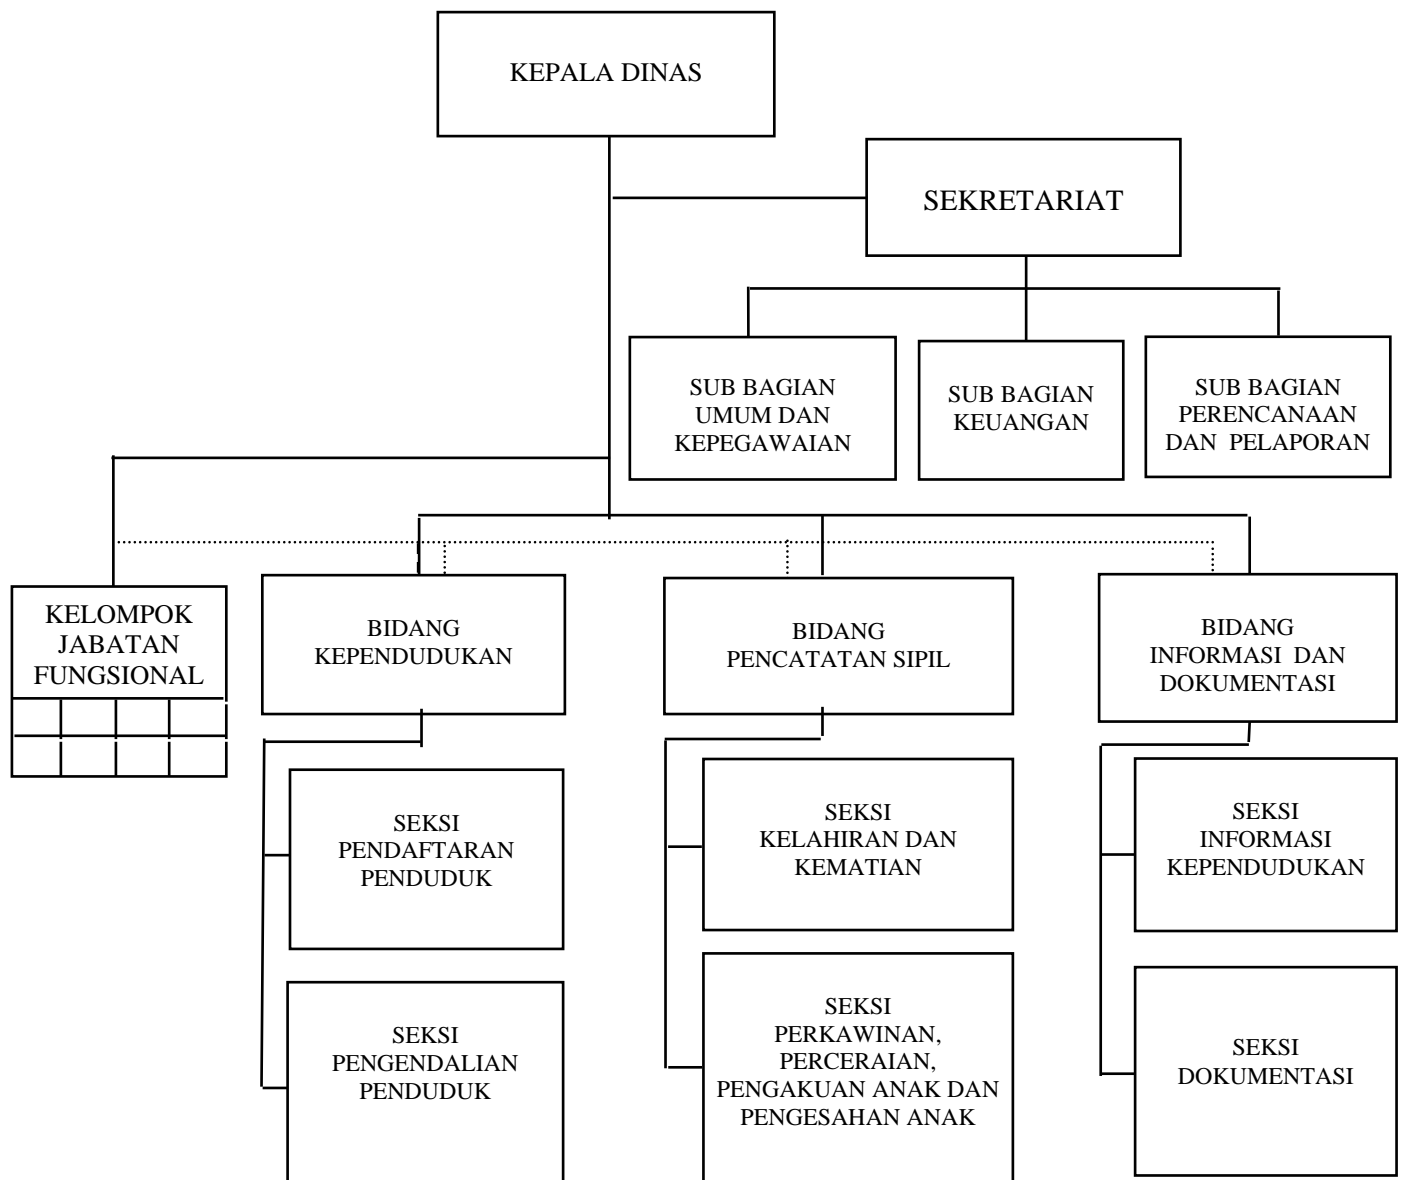 KEPALA DINAS
SEKRETARIAT
SUB BAGIAN
UMUM DAN
KEPEGAWAIAN
SUB BAGIAN
KEUANGAN
SUB BAGIAN
PERENCANAAN
DAN PELAPORAN
KELOMPOK
JABATAN
FUNGSIONAL
BIDANG
KEPENDUDUKAN
BIDANG
PENCATATAN SIPIL
BIDANG
INFORMASI DAN
DOKUMENTASI
SEKSI
PENDAFTARAN
PENDUDUK
SEKSI
KELAHIRAN DAN
KEMATIAN
SEKSI
INFORMASI
KEPENDUDUKAN
SEKSI
PENGENDALIAN
PENDUDUK
SEKSI
PERKAWINAN,
PERCERAIAN,
PENGAKUAN ANAK DAN
PENGESAHAN ANAK
SEKSI
DOKUMENTASI